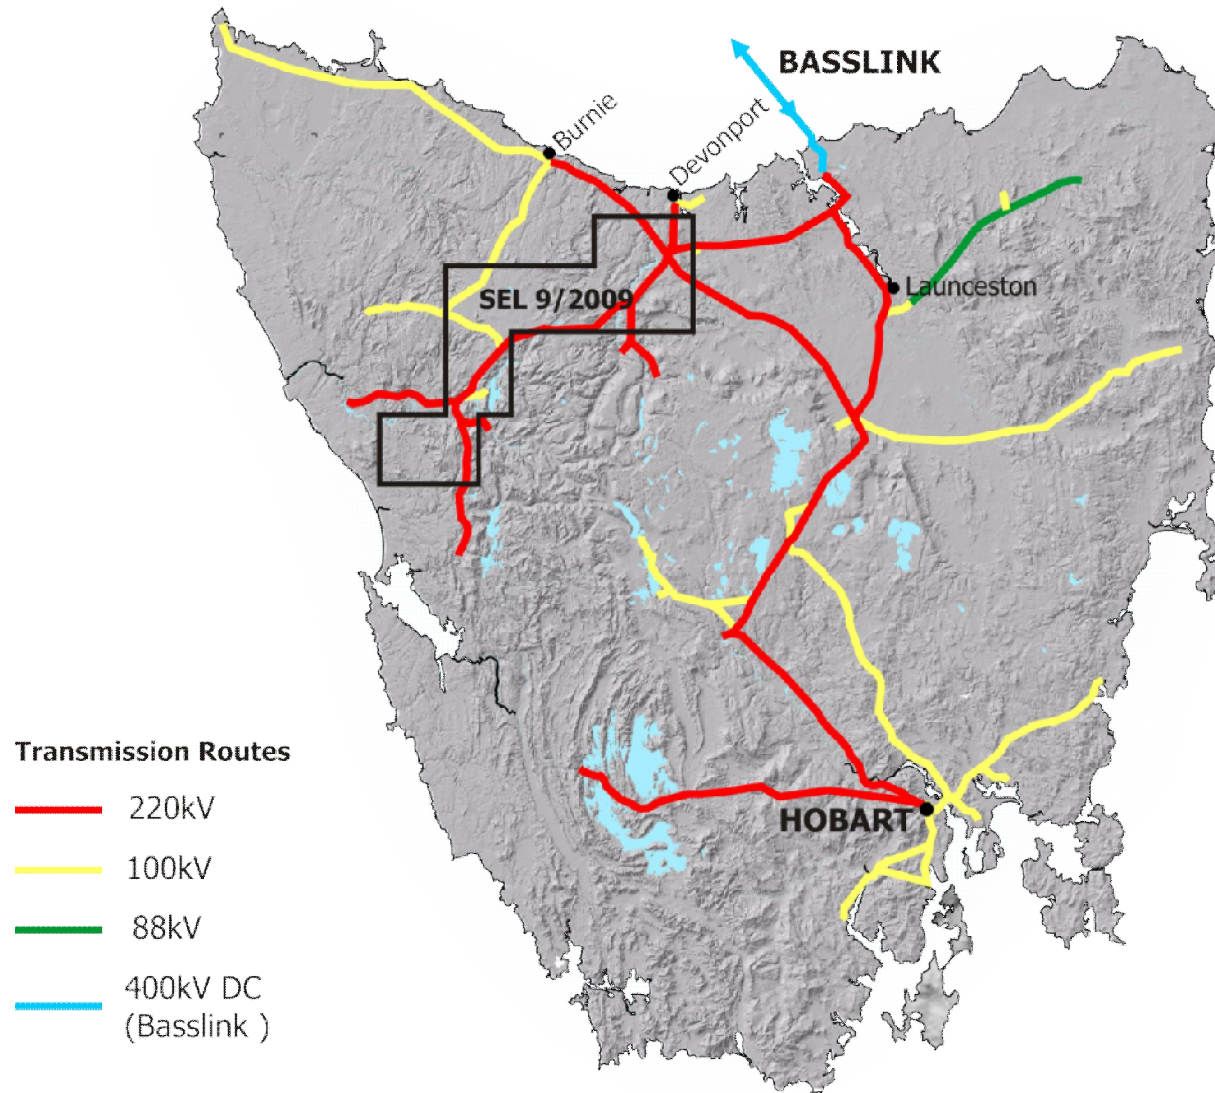 BASSLINK
Burnie
Devonport
SEL 9/2009
Launceston
HOBART
Transmission Routes
220kV
100kV
88kV
400kV DC
(Basslink )